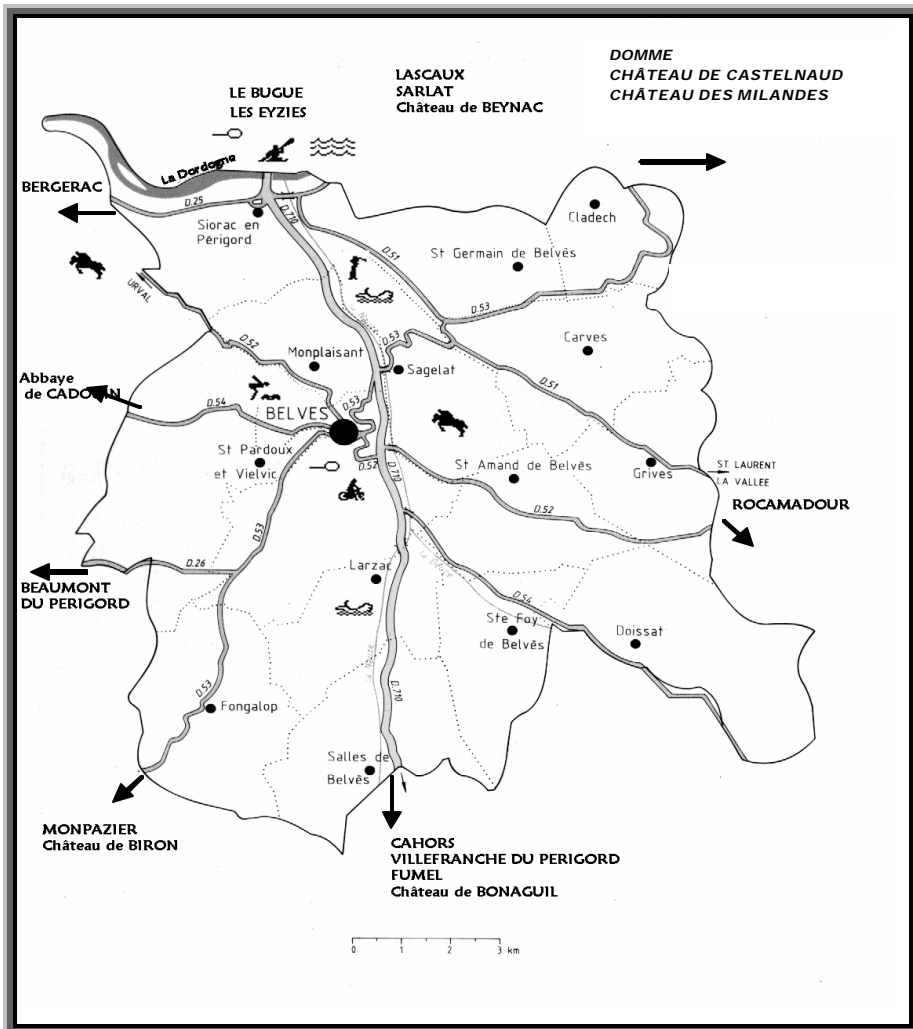 DOMME
CHÂTEAU DE CASTELNAUD
CHÂTEAU DES MILANDES
LASCAUX
SARLAT
Château de BEYNAC
LE BUGUE
LES EYZIES
La Dordogne
BERGERAC
D.25
Siorac en
Périgord
D.710
Cladech
St Germain de Belvès
D.51
D.53
URVAL
D.52
Monplaisant
D.53
Sagelat
Carves
D.51
Abbaye
de CADOUIN
D.54
BELVES
D.53
St Pardoux
et Vielvic
D.52
D.710
St Amand de Belvès
Grives
ST LAURENT
LA VALLEE
D.52
ROCAMADOUR
D.53
D.26
BEAUMONT
DU PERIGORD
Larzac
D.54
Ste Foy
de Belvès
Doissat
D.53
Fongalop
D.710
Salles de
Belvès
MONPAZIER
Château de BIRON
CAHORS
VILLEFRANCHE DU PERIGORD
FUMEL
Château de BONAGUIL
0 1 2 3 km